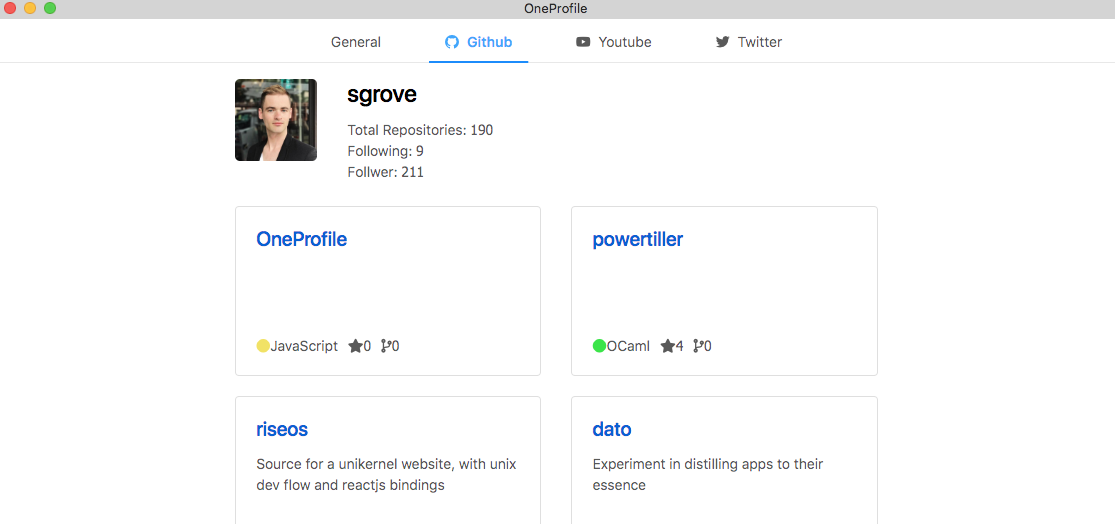 OneProfile
General Github Youtube Twitter
sgrove
Total Repositories: 190
Following: 9
Follwer: 211
OneProfile
JavaScript 0 0
powertiller
OCaml 4 0
riseos
Source for a unikernel website, with unix
dev flow and reactjs bindings
dato
Experiment in distilling apps to their
essence